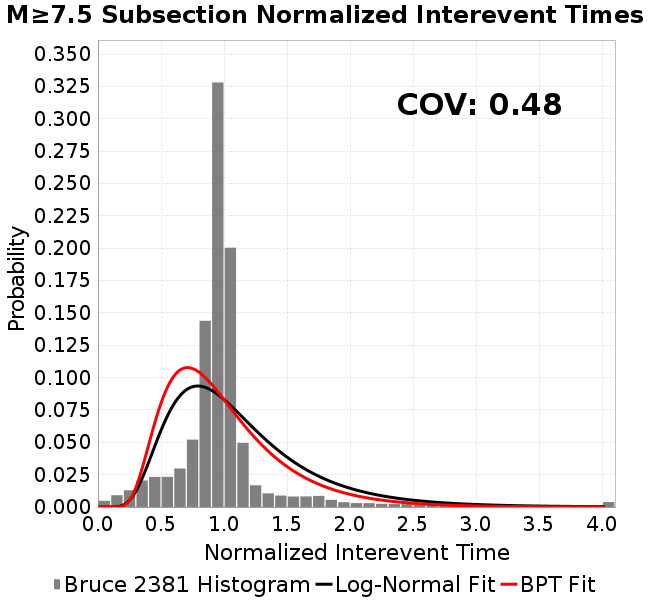 M≥7.5 Subsection Normalized Interevent Times
COV: 0.48
Probability
0.350
0.325
0.300
0.275
0.250
0.225
0.200
0.175
0.150
0.125
0.100
0.075
0.050
0.025
0.000
0.0 0.5 1.0 1.5 2.0 2.5 3.0 3.5 4.0
Normalized Interevent Time
Bruce 2381 Histogram Log-Normal Fit BPT Fit